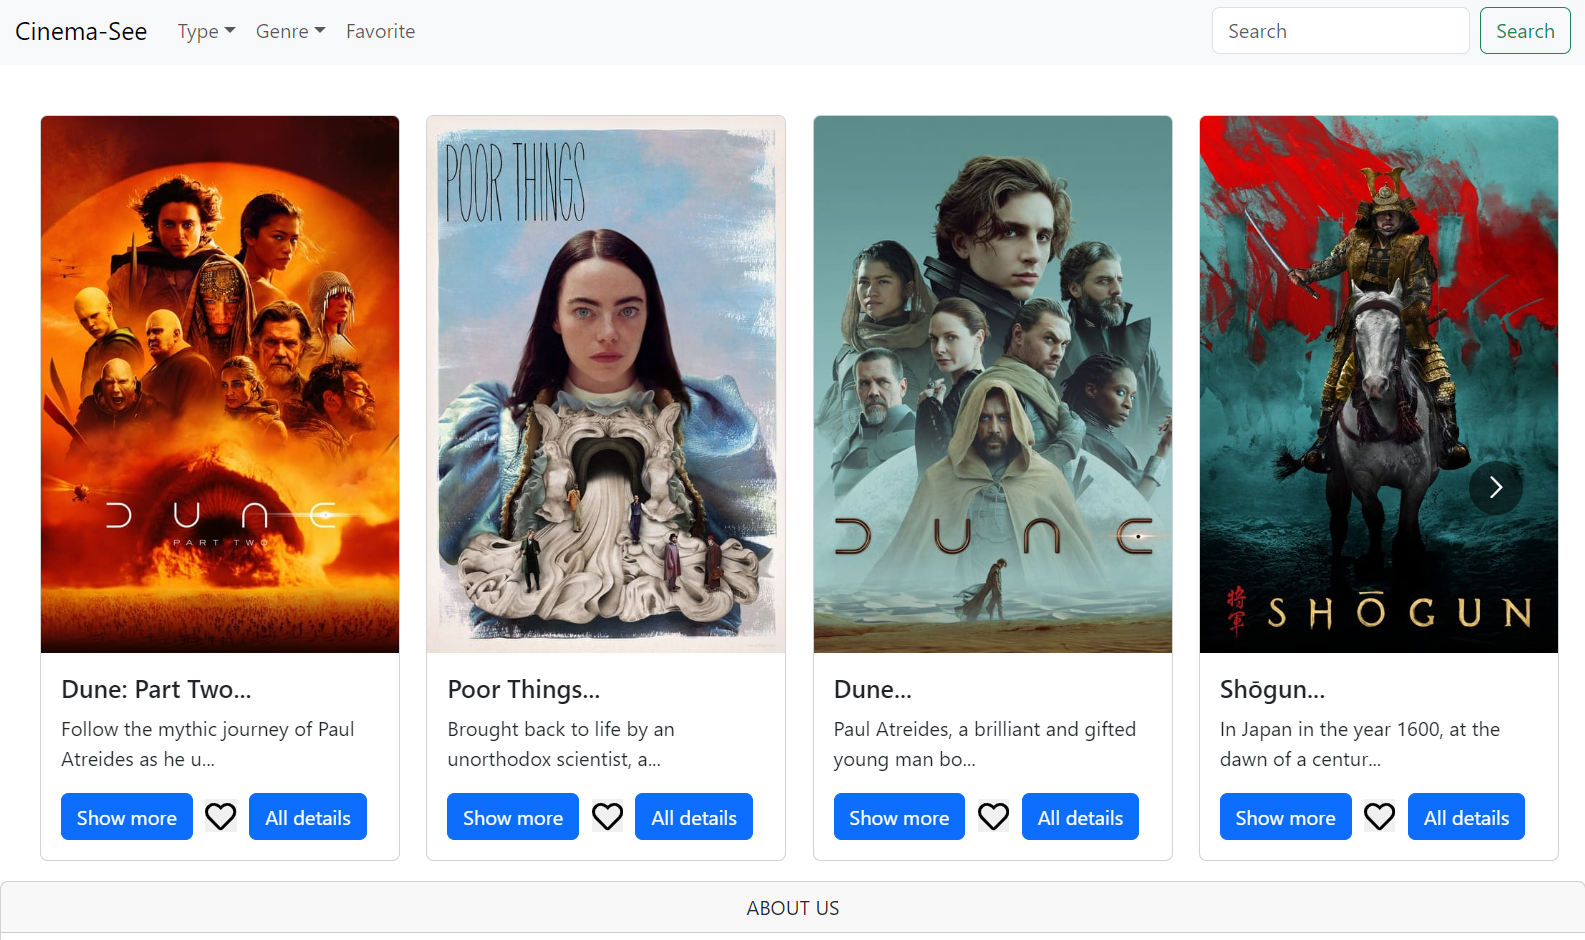 Cinema-See Type Genre Favorite Search Search
DUNE
PART TWO
POOR THINGS
DUNE
将軍 SHŌGUN
Dune: Part Two...
Follow the mythic journey of Paul
Atreides as he u...
Show more All details
Poor Things...
Brought back to life by an
unorthodox scientist, a...
Show more All details
Dune...
Paul Atreides, a brilliant and gifted
young man bo...
Show more All details
Shōgun...
In Japan in the year 1600, at the
dawn of a centur...
Show more All details
ABOUT US